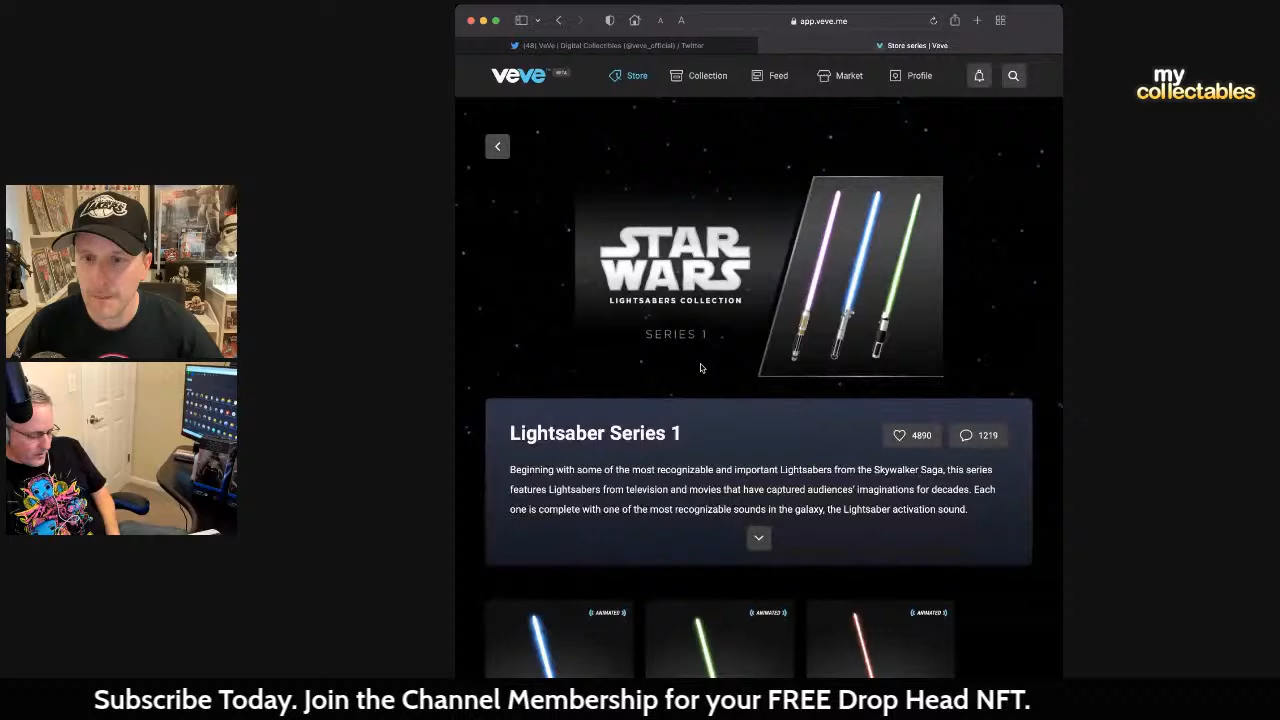 (48) VeVe | Digital Collectibles (@veve_official) / Twitter
app.veve.me
A A
Store series | Veve
veve BETA
Store
Collection
Feed
Market
Profile
my
collectables
STAR
WARS
LIGHTSABERS COLLECTION
SERIES 1
Lightsaber Series 1
4890
1219
Beginning with some of the most recognizable and important Lightsabers from the Skywalker Saga, this series
features Lightsabers from television and movies that have captured audiences' imaginations for decades. Each
one is complete with one of the most recognizable sounds in the galaxy, the Lightsaber activation sound.
ANIMATED
ANIMATED
ANIMATED
Subscribe Today. Join the Channel Membership for your FREE Drop Head NFT.